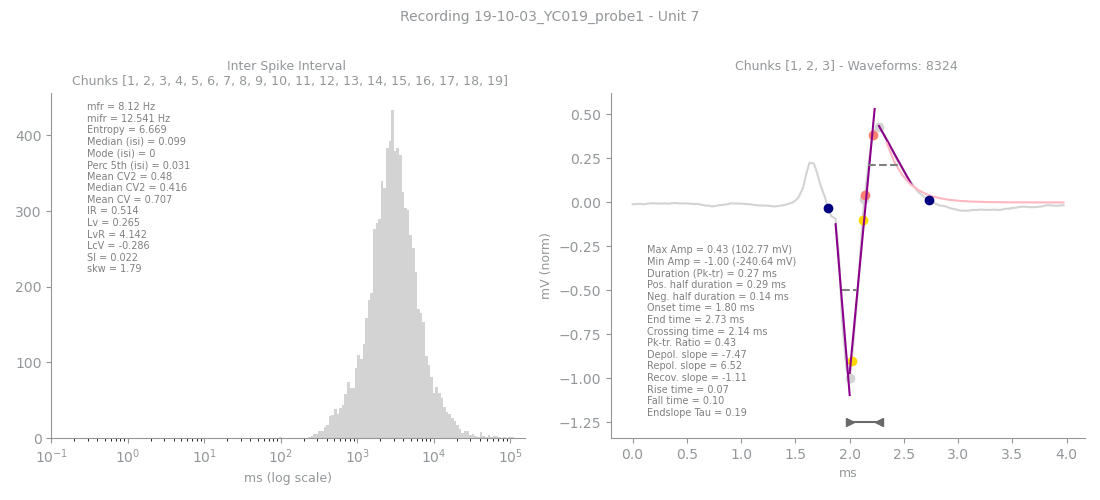 Recording 19-10-03_YC019_probe1 - Unit 7
Inter Spike Interval
Chunks [1, 2, 3, 4, 5, 6, 7, 8, 9, 10, 11, 12, 13, 14, 15, 16, 17, 18, 19]
mfr = 8.12 Hz
mifr = 12.541 Hz
Entropy = 6.669
Median (isi) = 0.099
Mode (isi) = 0
Perc 5th (isi) = 0.031
Mean CV2 = 0.48
Median CV2 = 0.416
Mean CV = 0.707
IR = 0.514
Lv = 0.265
LvR = 4.142
LcV = -0.286
SI = 0.022
skw = 1.79
400
300
200
100
0
10⁻¹ 10⁰ 10¹ 10² 10³ 10⁴ 10⁵
ms (log scale)
Chunks [1, 2, 3] - Waveforms: 8324
mV (norm)
0.50
0.25
0.00
−0.25
−0.50
−0.75
−1.00
−1.25
Max Amp = 0.43 (102.77 mV)
Min Amp = -1.00 (-240.64 mV)
Duration (Pk-tr) = 0.27 ms
Pos. half duration = 0.29 ms
Neg. half duration = 0.14 ms
Onset time = 1.80 ms
End time = 2.73 ms
Crossing time = 2.14 ms
Pk-tr. Ratio = 0.43
Depol. slope = -7.47
Repol. slope = 6.52
Recov. slope = -1.11
Rise time = 0.07
Fall time = 0.10
Endslope Tau = 0.19
0.0 0.5 1.0 1.5 2.0 2.5 3.0 3.5 4.0
ms